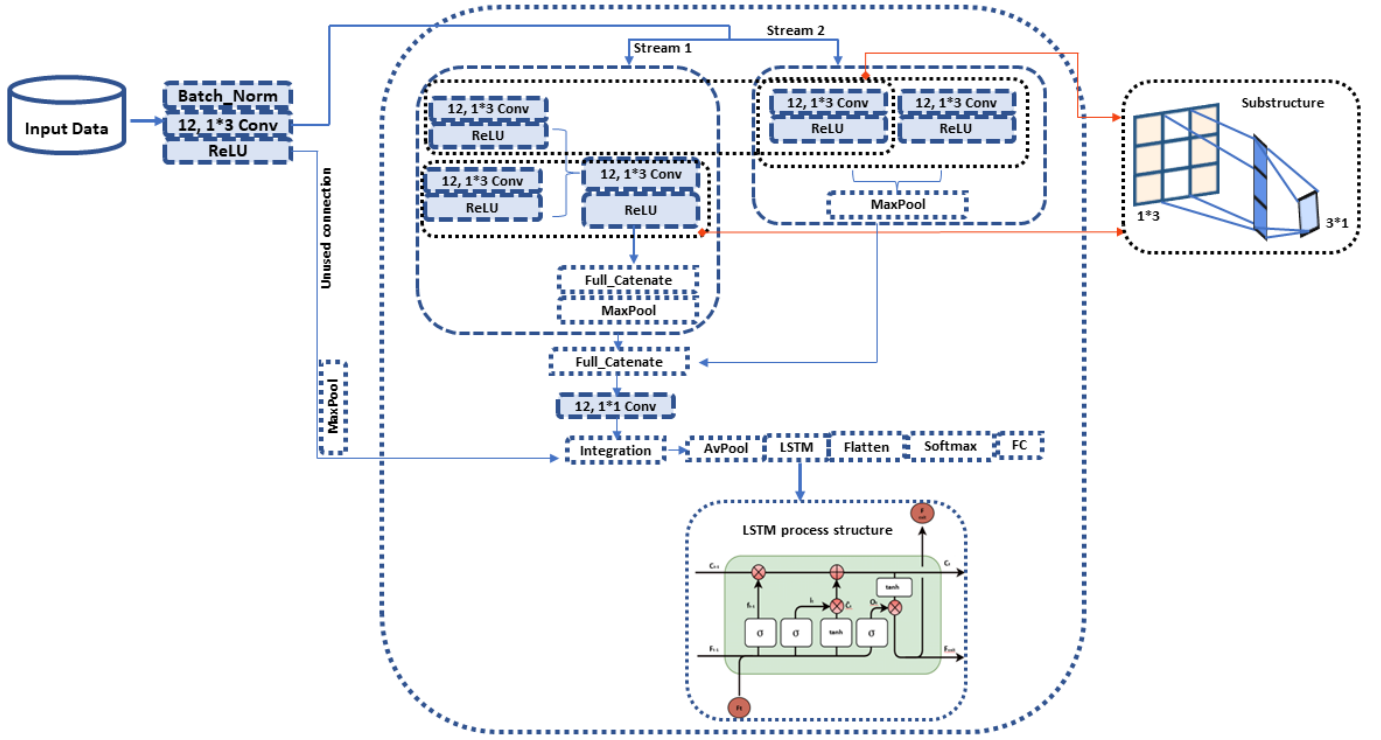 Stream 2
Stream 1
Input Data
Batch_Norm
12, 1*3 Conv
ReLU
Unused connection
MaxPool
12, 1*3 Conv
ReLU
12, 1*3 Conv
ReLU
12, 1*3 Conv
ReLU
Full_Catenate
MaxPool
12, 1*3 Conv
ReLU
12, 1*3 Conv
ReLU
MaxPool
Substructure
1*3
3*1
Full_Catenate
12, 1*1 Conv
Integration
AvPool
LSTM
Flatten
Softmax
FC
LSTM process structure
tanh
σ
σ
tanh
σ
Ft